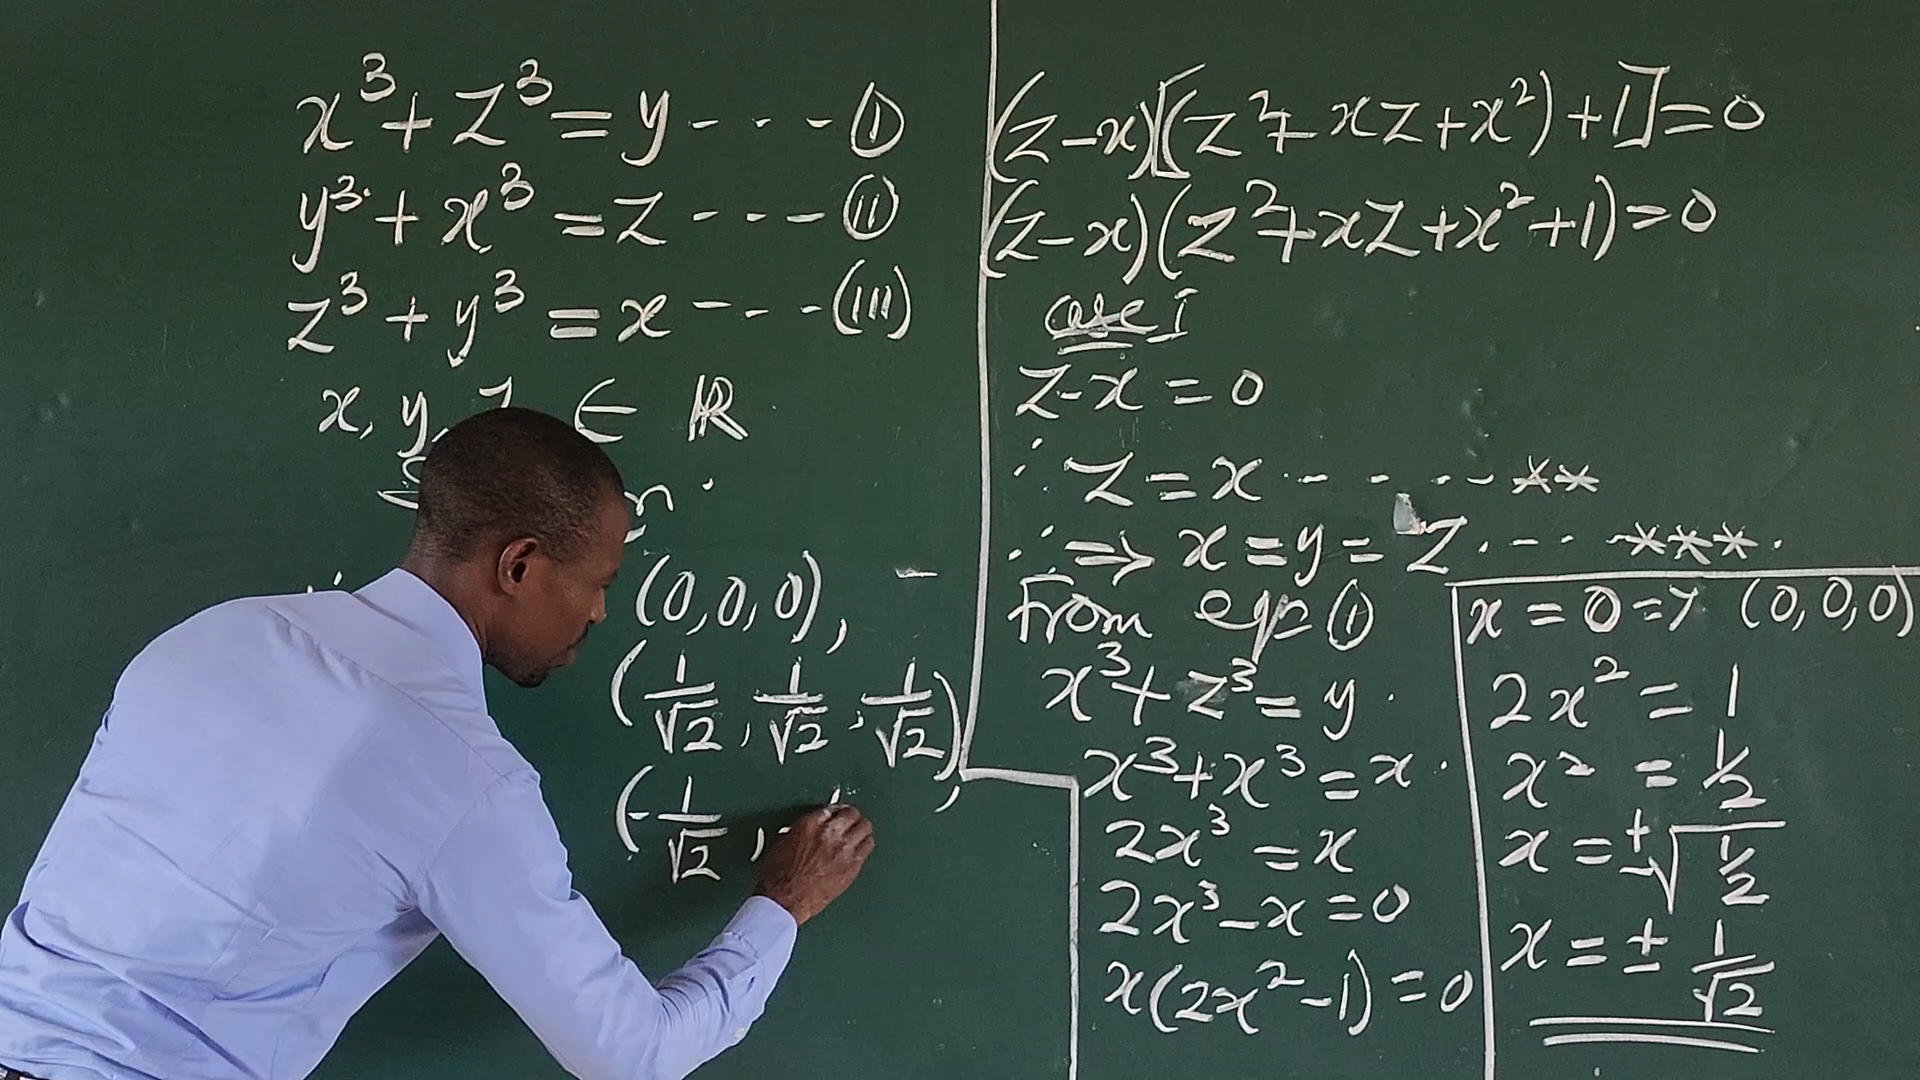 x³ + z³ = y - - - - (i)
y³ + x³ = z - - - - (ii)
z³ + y³ = x - - - - (iii)
x, y, z ∈ ℝ
(0, 0, 0),
(1/√2, 1/√2, 1/√2),
(-1/√2, -
(z-x)[(z²+xz+x²)+1]=0
(z-x)(z²+xz+x²+1)=0
case I
z-x = 0
∴ z = x - - - - **
∴ ⇒ x = y = z - - - - ***.
From eqn (i)
x³ + z³ = y.
x³ + x³ = x.
2x³ = x
2x³ - x = 0
x(2x² - 1) = 0
x = 0 ⇒ (0, 0, 0)
2x² = 1
x² = 1/2
x = ±√1/2
x = ± 1/√2